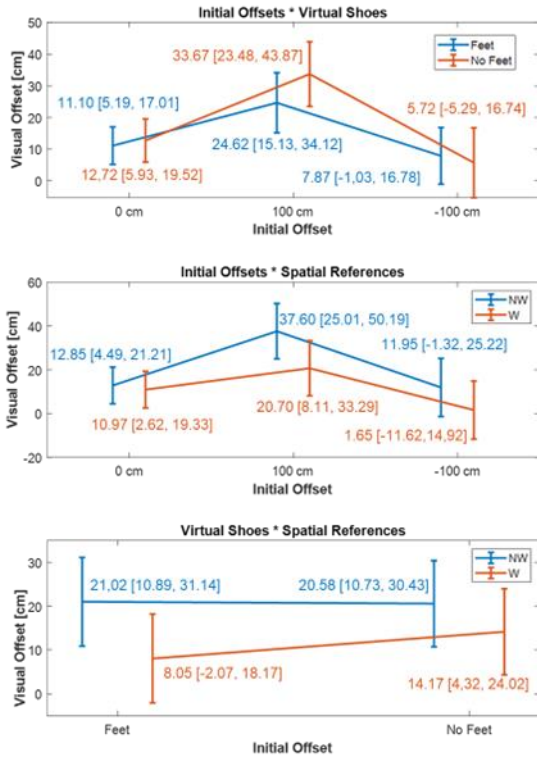 Initial Offsets * Virtual Shoes
50
40
30
20
10
0
Visual Offset [cm]
Feet
No Feet
33.67 [23.48, 43.87]
11.10 [5.19, 17.01]
5.72 [-5.29, 16.74]
24.62 [15.13, 34.12]
12,72 [5.93, 19.52]
7.87 [-1,03, 16.78]
0 cm
100 cm
-100 cm
Initial Offset
Initial Offsets * Spatial References
60
40
20
0
-20
Visual Offset [cm]
NW
W
37.60 [25.01, 50.19]
12.85 [4.49, 21.21]
11.95 [-1.32, 25.22]
10.97 [2.62, 19.33]
20.70 [8.11, 33.29]
1.65 [-11.62,14,92]
0 cm
100 cm
-100 cm
Initial Offset
Virtual Shoes * Spatial References
30
20
10
0
Visual Offset [cm]
NW
W
21,02 [10.89, 31.14]
20.58 [10.73, 30.43]
8.05 [-2.07, 18.17]
14.17 [4,32, 24.02]
Feet
No Feet
Initial Offset